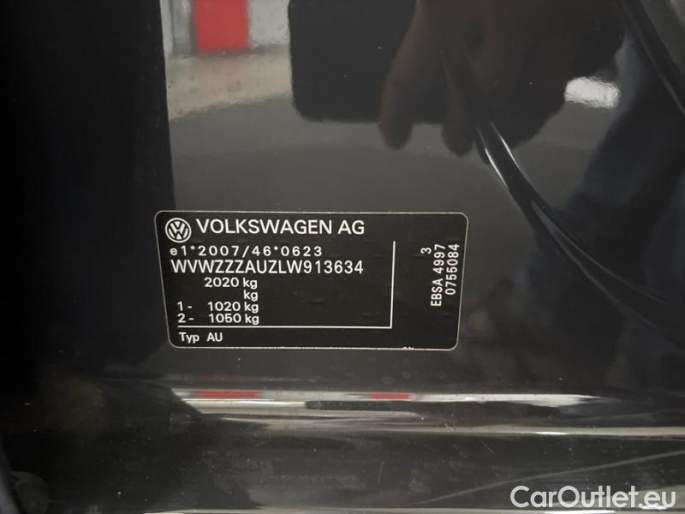 VOLKSWAGEN AG
e1*2007/46*0623
WVWZZZAUZLW913634
2020 kg
kg
1 - 1020 kg
2 - 1050 kg
Typ AU
3
EBSA 4997
0755084
CarOutlet.eu